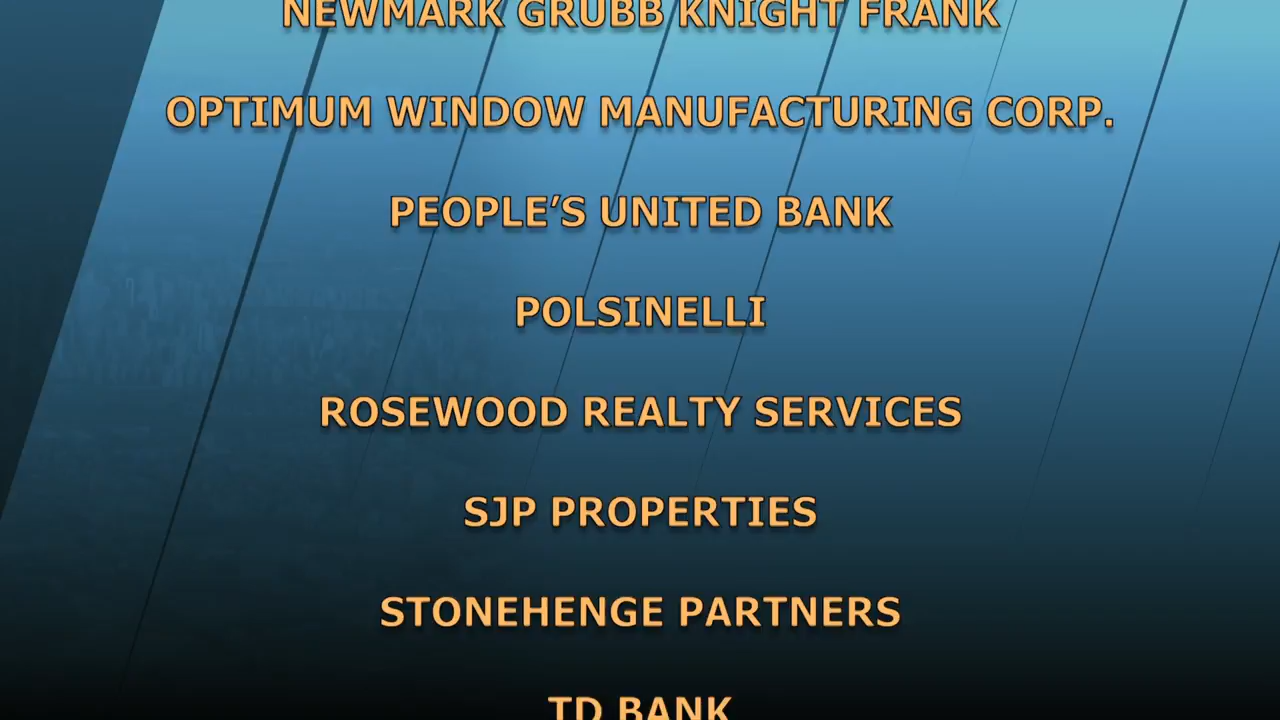 NEWMARK GRUBB KNIGHT FRANK
OPTIMUM WINDOW MANUFACTURING CORP.
PEOPLE’S UNITED BANK
POLSINELLI
ROSEWOOD REALTY SERVICES
SJP PROPERTIES
STONEHENGE PARTNERS
TD BANK